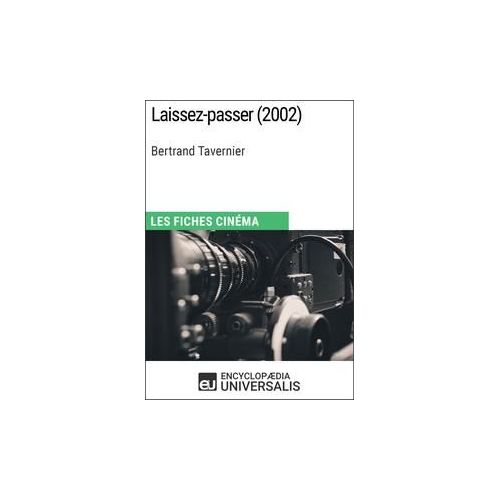 Laissez-passer (2002)
Bertrand Tavernier
LES FICHES CINÉMA
eu ENCYCLOPÆDIA
UNIVERSALIS